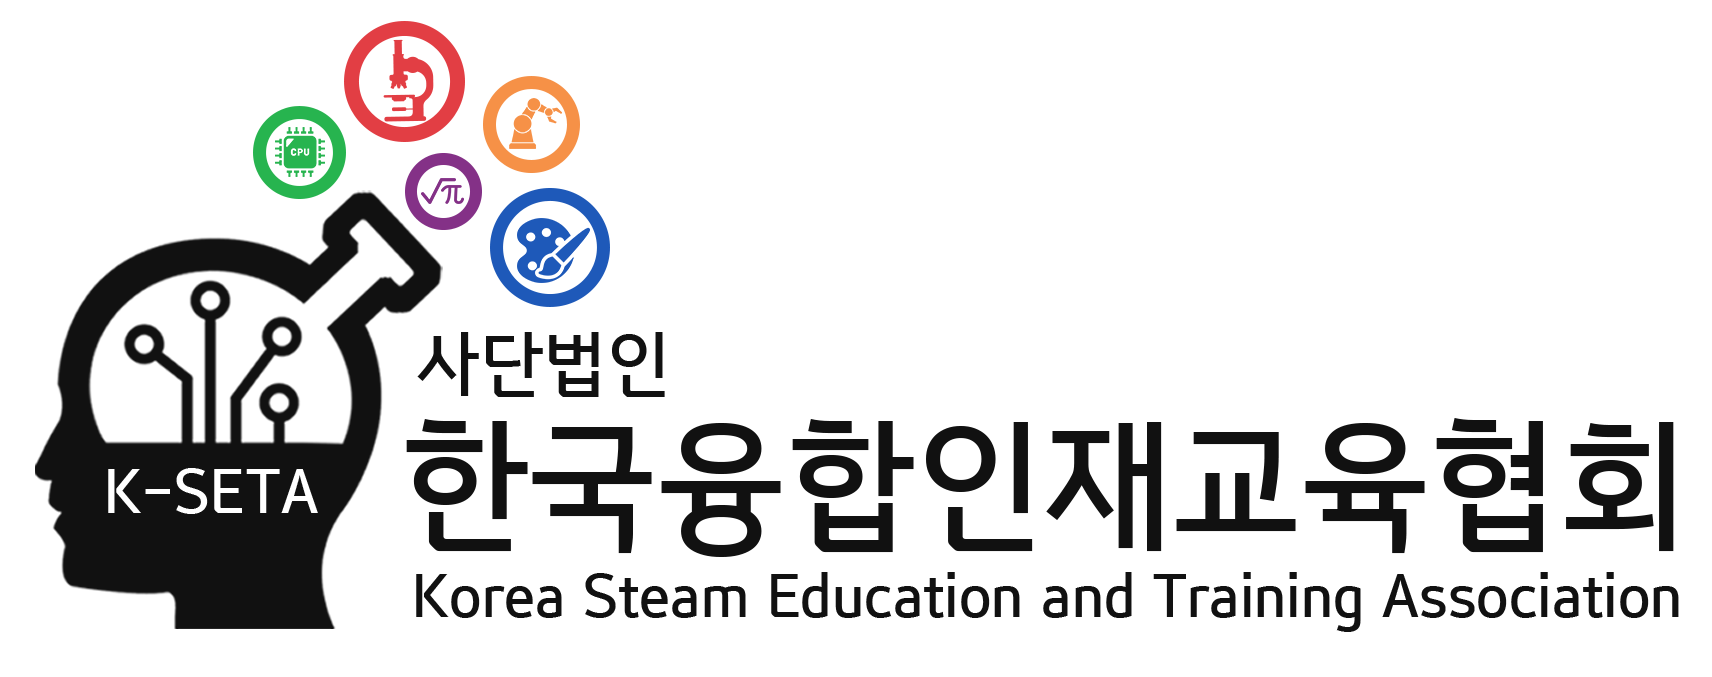 CPU
√π
사단법인
K-SETA
한국융합인재교육협회
Korea Steam Education and Training Association